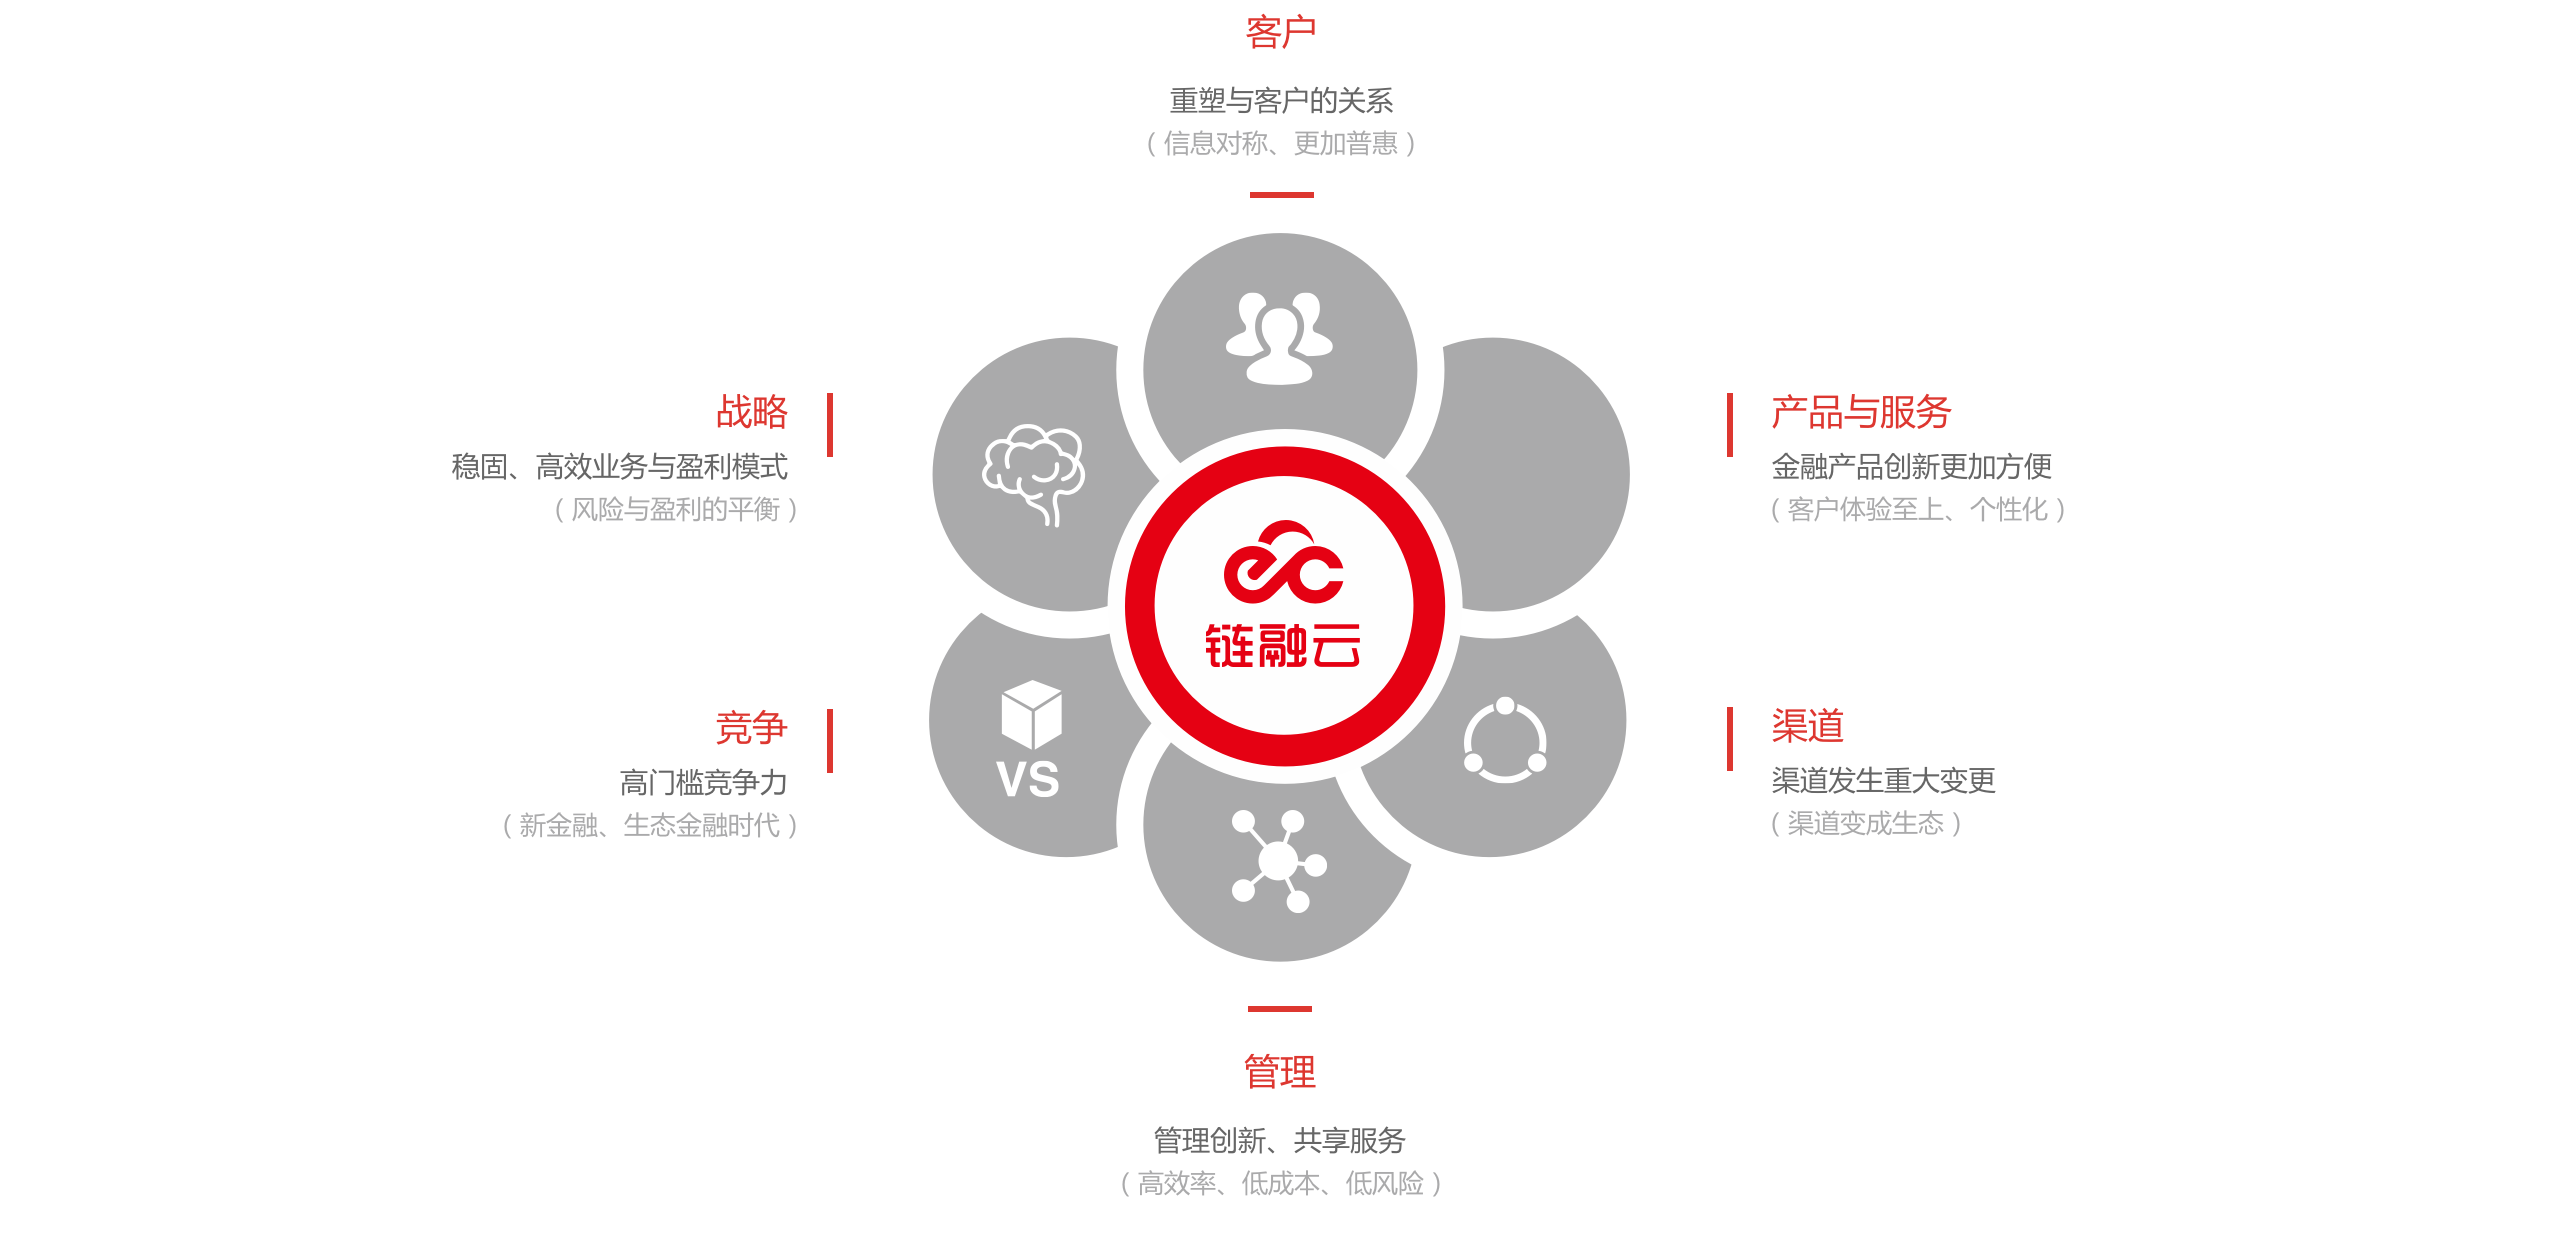 客户
重塑与客户的关系
（信息对称、更加普惠）
战略
稳固、高效业务与盈利模式
（风险与盈利的平衡）
产品与服务
金融产品创新更加方便
（客户体验至上、个性化）
链融云
竞争
高门槛竞争力
（新金融、生态金融时代）
VS
渠道
渠道发生重大变更
（渠道变成生态）
管理
管理创新、共享服务
（高效率、低成本、低风险）